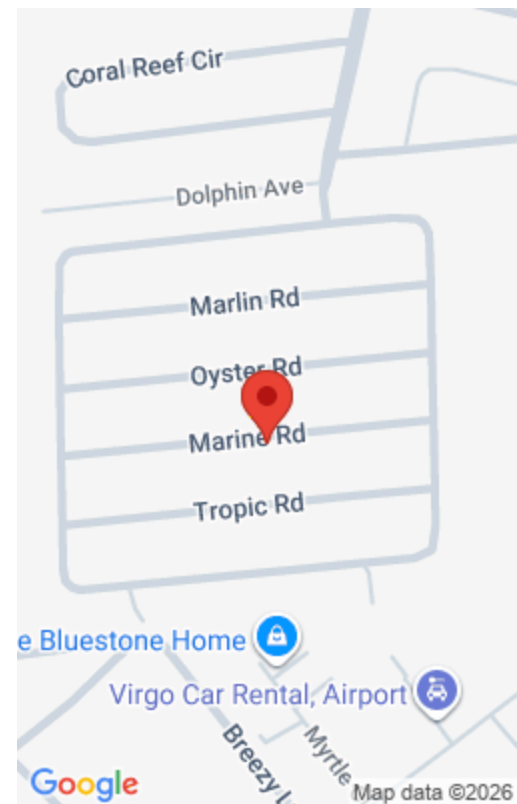 Coral Reef Cir
Dolphin Ave
Marlin Rd
Oyster Rd
Marine Rd
Tropic Rd
e Bluestone Home
Virgo Car Rental, Airport
Breezy L
Myrtle
Google
Map data ©2026